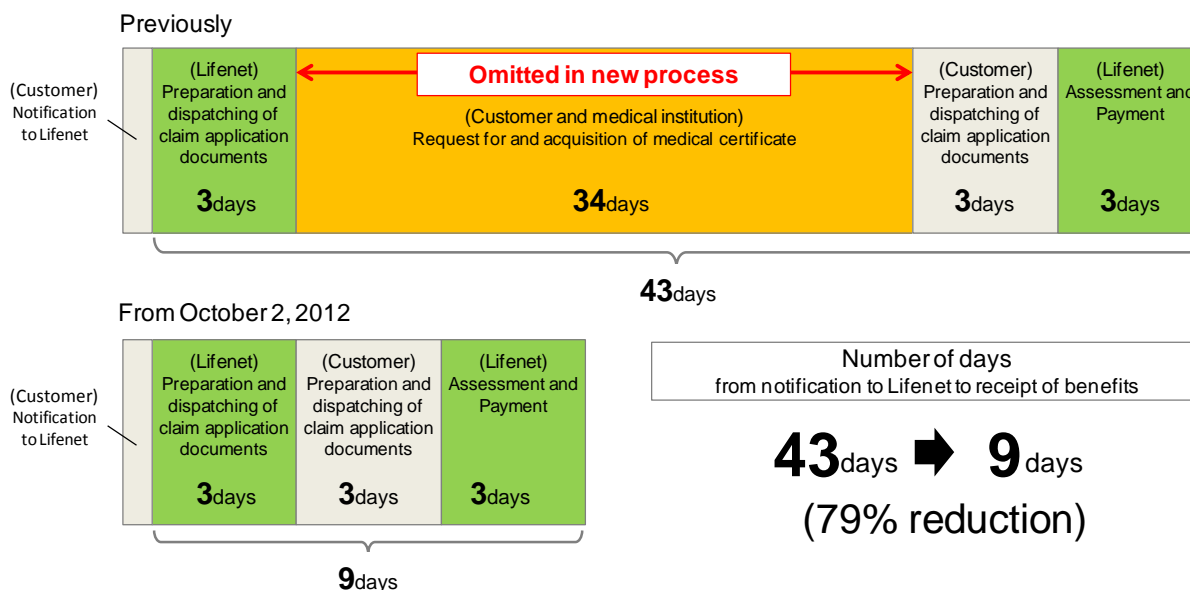 Previously
(Customer)
Notification
to Lifenet
(Lifenet)
Preparation and
dispatching of
claim application
documents
3days
Omitted in new process
(Customer and medical institution)
Request for and acquisition of medical certificate
34days
(Customer)
Preparation and
dispatching of
claim application
documents
3days
(Lifenet)
Assessment and
Payment
3days
43days
From October 2, 2012
(Customer)
Notification
to Lifenet
(Lifenet)
Preparation and
dispatching of
claim application
documents
3days
(Customer)
Preparation and
dispatching of
claim application
documents
3days
(Lifenet)
Assessment and
Payment
3days
9days
Number of days
from notification to Lifenet to receipt of benefits
43days 9days
(79% reduction)